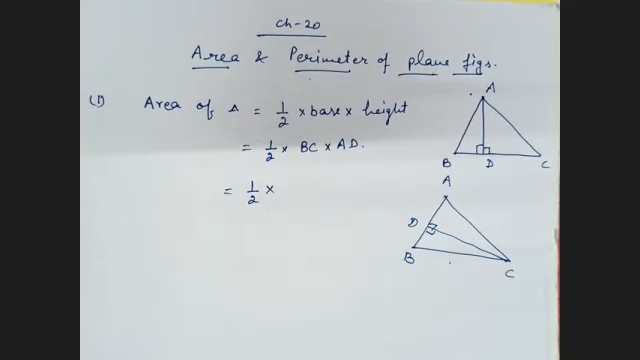 Ch-20
Area & Perimeter of plane figs.
(1) Area of Δ = 1/2 × base × height
= 1/2 × BC × AD.
= 1/2 ×
A
B D C
A
D
B
C